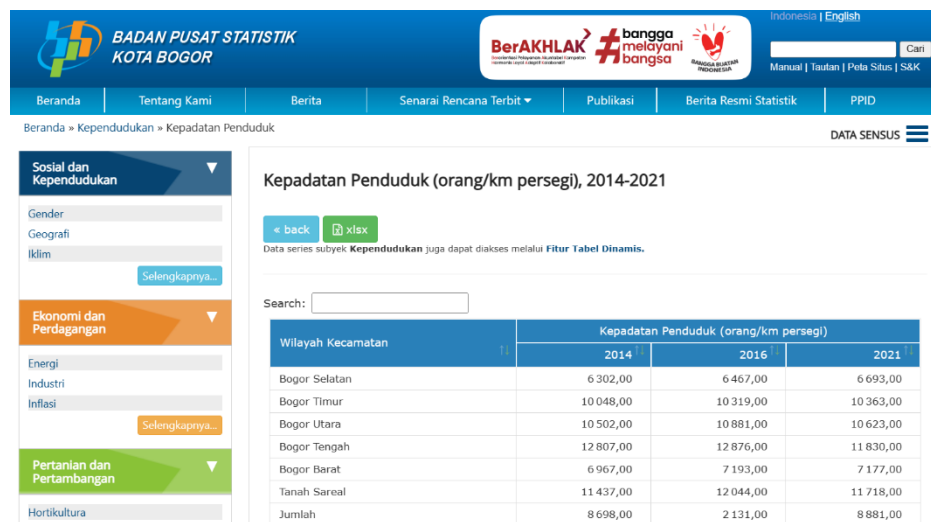 Indonesia | English
BADAN PUSAT STATISTIK
KOTA BOGOR
BerAKHLAK
# bangga
melayani
bangsa
BANGGA BUATAN
INDONESIA
Cari
Manual | Tautan | Peta Situs | S&K
Beranda Tentang Kami Berita Senarai Rencana Terbit ▾ Publikasi Berita Resmi Statistik PPID
Beranda » Kependudukan » Kepadatan Penduduk
DATA SENSUS
Sosial dan
Kependudukan
Gender
Geografi
Iklim
Selengkapnya...
Ekonomi dan
Perdagangan
Energi
Industri
Inflasi
Selengkapnya...
Pertanian dan
Pertambangan
Hortikultura
Kepadatan Penduduk (orang/km persegi), 2014-2021
« back xlsx
Data series subyek Kependudukan juga dapat diakses melalui Fitur Tabel Dinamis.
Search:
Wilayah Kecamatan Kepadatan Penduduk (orang/km persegi)
2014 2016 2021
Bogor Selatan 6 302,00 6 467,00 6 693,00
Bogor Timur 10 048,00 10 319,00 10 363,00
Bogor Utara 10 502,00 10 881,00 10 623,00
Bogor Tengah 12 807,00 12 876,00 11 830,00
Bogor Barat 6 967,00 7 193,00 7 177,00
Tanah Sareal 11 437,00 12 044,00 11 718,00
Jumlah 8 698,00 2 131,00 8 881,00